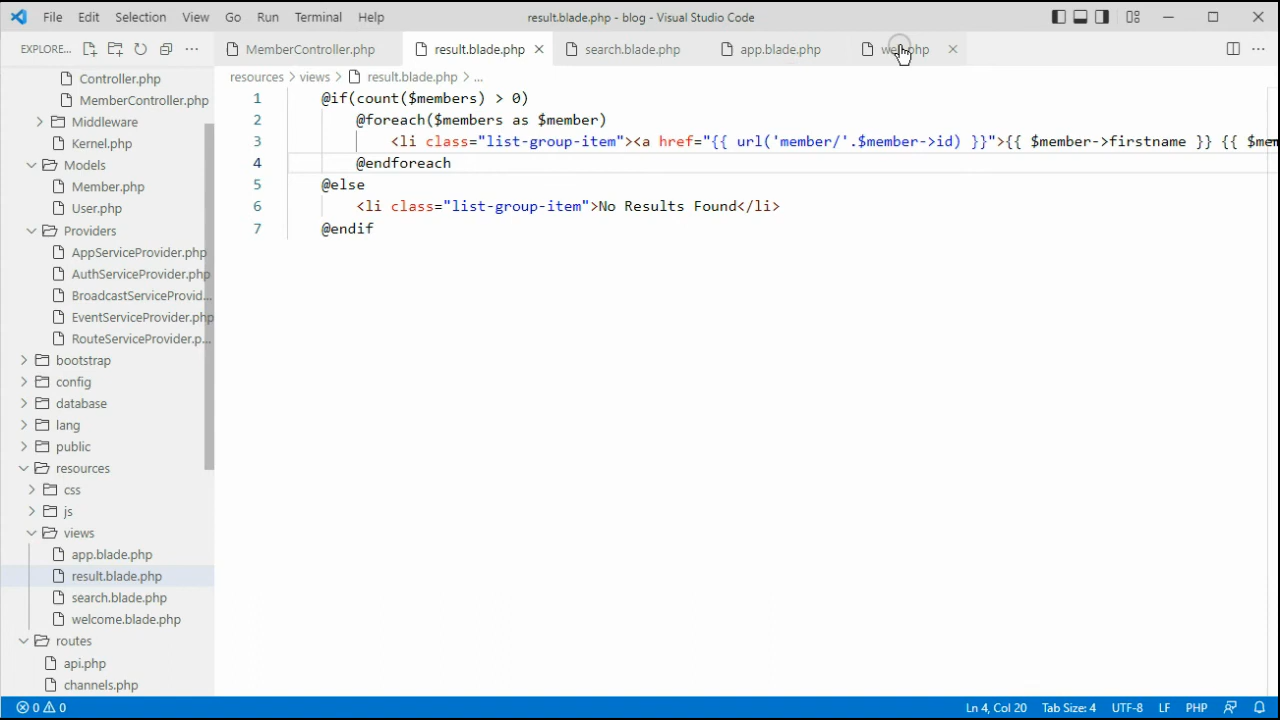 File Edit Selection View Go Run Terminal Help result.blade.php - blog - Visual Studio Code
EXPLORE... MemberController.php result.blade.php search.blade.php app.blade.php web.php
resources > views > result.blade.php > ...
Controller.php
MemberController.php
Middleware
Kernel.php
Models
Member.php
User.php
Providers
AppServiceProvider.php
AuthServiceProvider.php
BroadcastServiceProvid...
EventServiceProvider.php
RouteServiceProvider.p...
bootstrap
config
database
lang
public
resources
css
js
views
app.blade.php
result.blade.php
search.blade.php
welcome.blade.php
routes
api.php
channels.php
1 @if(count($members) > 0)
2 @foreach($members as $member)
3 <li class="list-group-item"><a href="{{ url('member/'.$member->id) }}">{{ $member->firstname }} {{
4 @endforeach
5 @else
6 <li class="list-group-item">No Results Found</li>
7 @endif
0 0 Ln 4, Col 20 Tab Size: 4 UTF-8 LF PHP